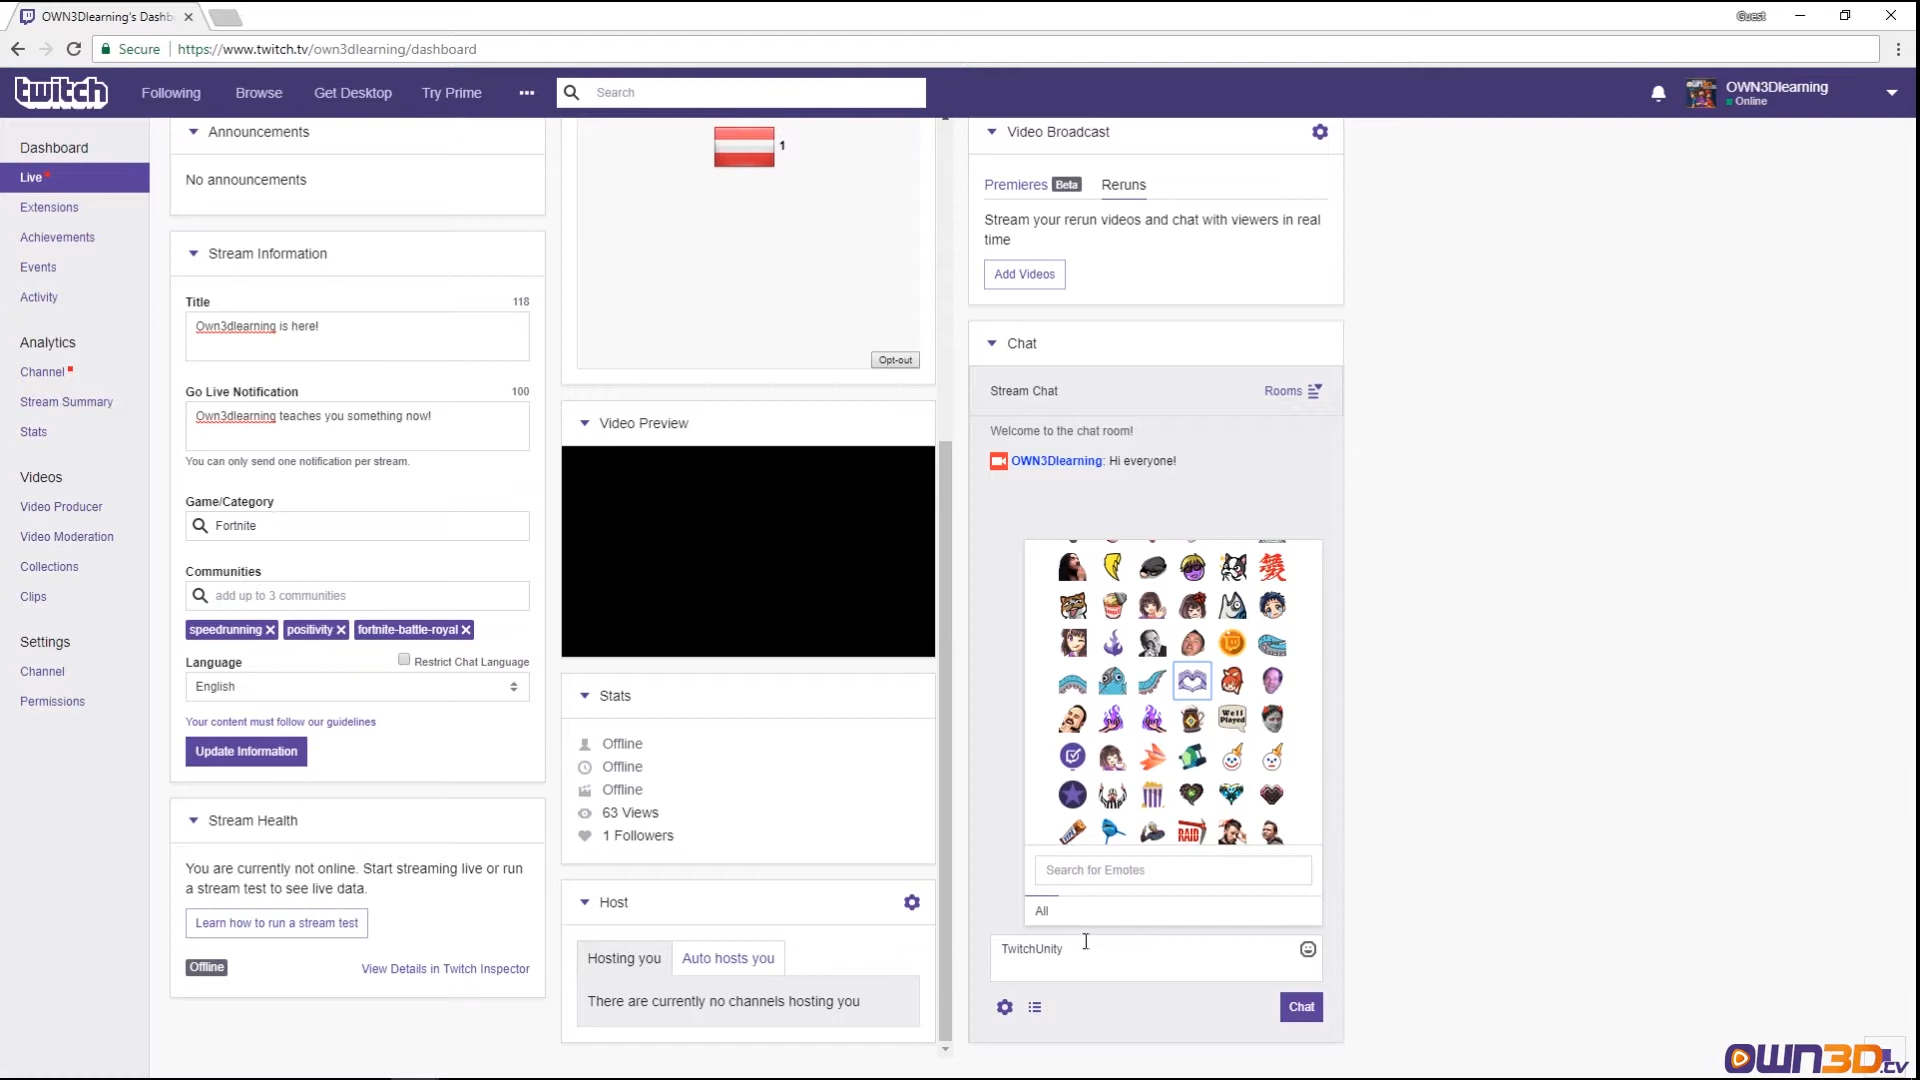 OWN3Dlearning's Dashb
Guest
Secure
https://www.twitch.tv/own3dlearning/dashboard
twitch
Following
Browse
Get Desktop
Try Prime
Search
OWN3Dlearning
Online
Dashboard
Live
Extensions
Achievements
Events
Activity
Analytics
Channel
Stream Summary
Stats
Videos
Video Producer
Video Moderation
Collections
Clips
Settings
Channel
Permissions
Announcements
No announcements
Stream Information
Title 118
Own3dlearning is here!
Go Live Notification 100
Own3dlearning teaches you something now!
You can only send one notification per stream.
Game/Category
Fortnite
Communities
add up to 3 communities
speedrunning positivity fortnite-battle-royal
Language Restrict Chat Language
English
Your content must follow our guidelines
Update Information
Stream Health
You are currently not online. Start streaming live or run
a stream test to see live data.
Learn how to run a stream test
Offline View Details in Twitch Inspector
1
Opt-out
Video Preview
Stats
Offline
Offline
Offline
63 Views
1 Followers
Host
Hosting you Auto hosts you
There are currently no channels hosting you
Video Broadcast
Premieres Beta Reruns
Stream your rerun videos and chat with viewers in real
time
Add Videos
Chat
Stream Chat Rooms
Welcome to the chat room!
OWN3Dlearning: Hi everyone!
Well
Played
RAID
Search for Emotes
All
TwitchUnity
Chat
OWN3D.tv